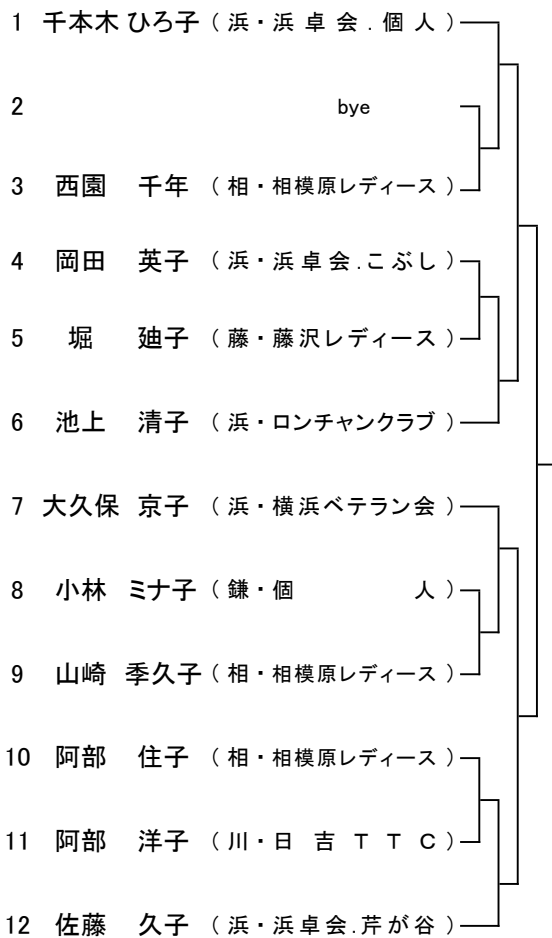 1 千本木 ひろ子 ( 浜・浜 卓 会 . 個 人 )
2 bye
3 西園 千年 ( 相・相模原レディース )
4 岡田 英子 ( 浜・浜 卓 会 .こ ぶ し )
5 堀 廸子 ( 藤・藤沢レディース )
6 池上 清子 ( 浜・ロンチャンクラブ )
7 大久保 京子 ( 浜・横浜ベテラン会 )
8 小林 ミナ子 ( 鎌・個 人 )
9 山崎 季久子 ( 相・相模原レディース )
10 阿部 住子 ( 相・相模原レディース )
11 阿部 洋子 ( 川・日 吉 T T C )
12 佐藤 久子 ( 浜・浜卓会.芹が谷 )